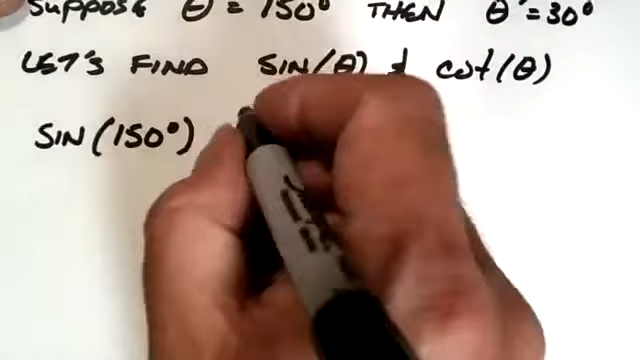 SUPPOSE θ = 150° THEN θ' = 30°
LET'S FIND SIN(θ) & cot(θ)
SIN(150°)